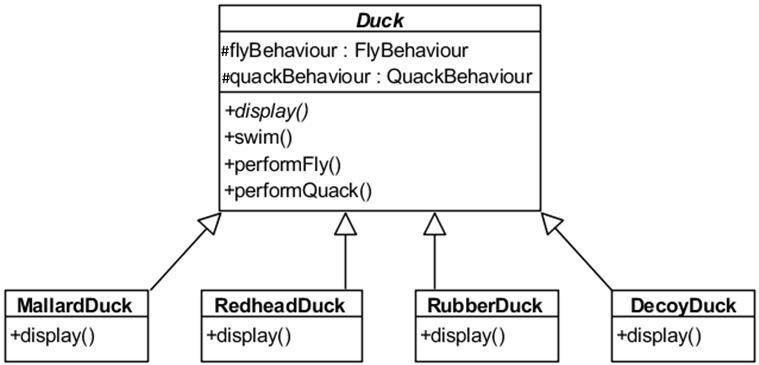 Duck
#flyBehaviour : FlyBehaviour
#quackBehaviour : QuackBehaviour
+display()
+swim()
+performFly()
+performQuack()
MallardDuck
+display()
RedheadDuck
+display()
RubberDuck
+display()
DecoyDuck
+display()